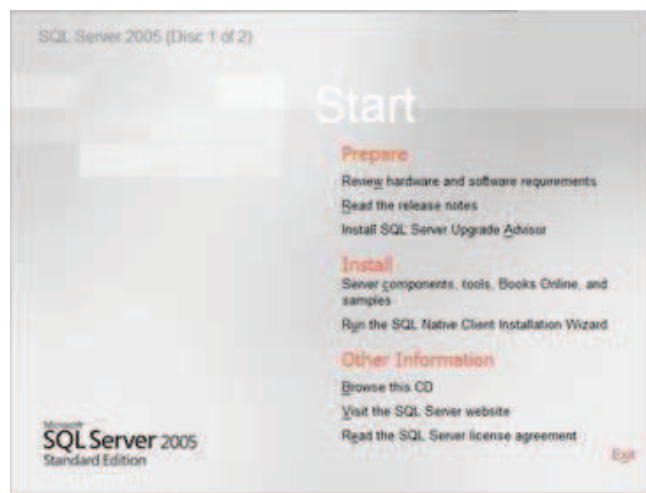 SQL Server 2005 (Disc 1 of 2)
Start
Prepare
Review hardware and software requirements
Read the release notes
Install SQL Server Upgrade Advisor
Install
Server components, tools, Books Online, and
samples
Run the SQL Native Client Installation Wizard
Other Information
Browse this CD
Visit the SQL Server website
Read the SQL Server license agreement
Exit
Microsoft
SQL Server 2005
Standard Edition